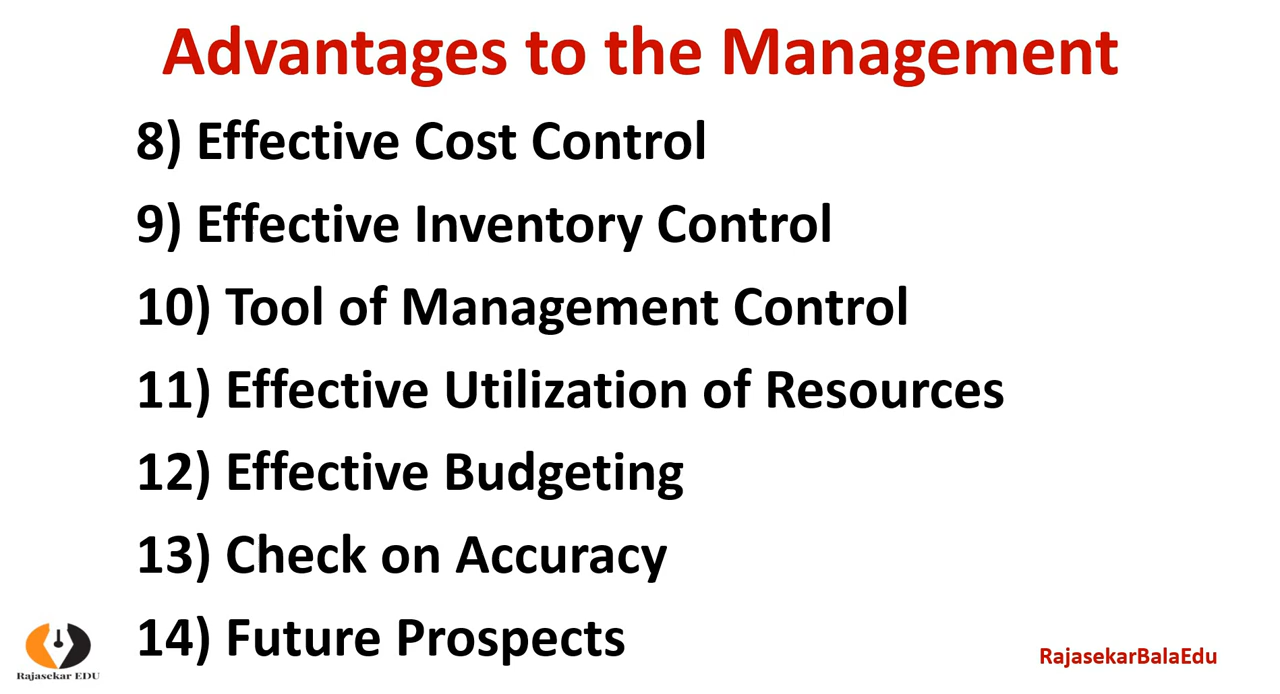 Advantages to the Management
8) Effective Cost Control
9) Effective Inventory Control
10) Tool of Management Control
11) Effective Utilization of Resources
12) Effective Budgeting
13) Check on Accuracy
14) Future Prospects
Rajasekar EDU
RajasekarBalaEdu